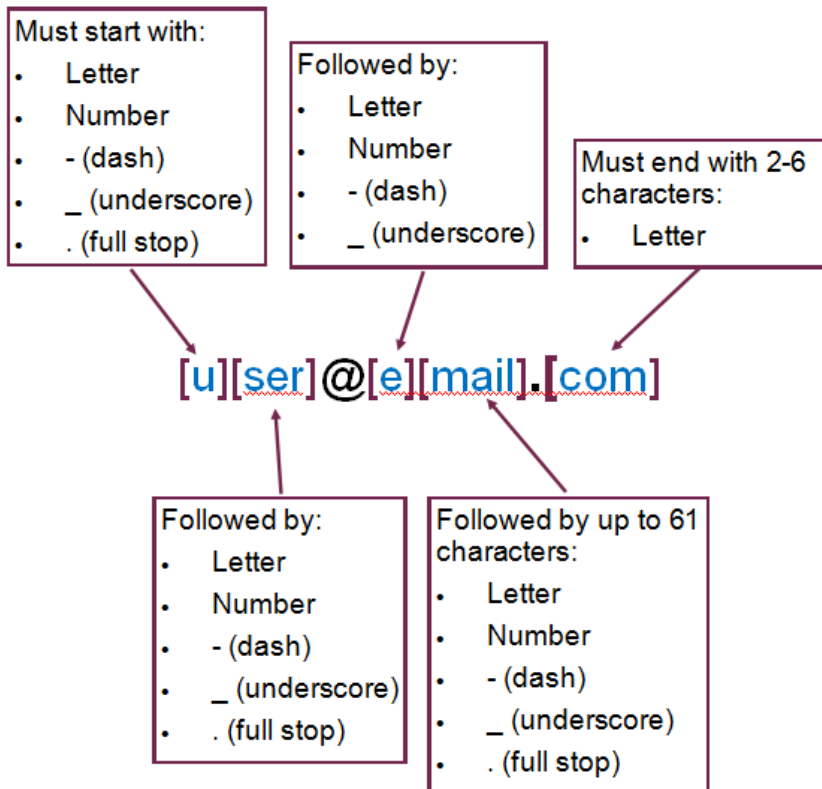 Must start with:
• Letter
• Number
• - (dash)
• _ (underscore)
• . (full stop)
Followed by:
• Letter
• Number
• - (dash)
• _ (underscore)
Must end with 2-6
characters:
• Letter
[u][ser]@[e][mail].[com]
Followed by:
• Letter
• Number
• - (dash)
• _ (underscore)
• . (full stop)
Followed by up to 61
characters:
• Letter
• Number
• - (dash)
• _ (underscore)
• . (full stop)